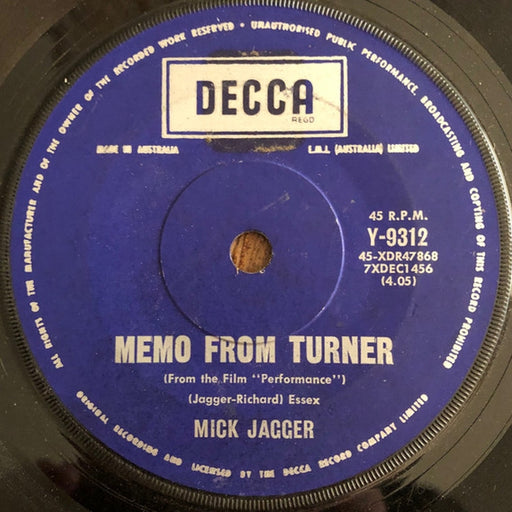 ALL RIGHTS OF THE MANUFACTURER AND OF THE OWNER OF THE RECORDED WORK RESERVED • UNAUTHORISED PUBLIC PERFORMANCE, BROADCASTING AND COPYING OF THIS RECORD PROHIBITED
DECCA
REGD
MADE IN AUSTRALIA
E.M.I. (AUSTRALIA) LIMITED
45 R.P.M.
Y-9312
45-XDR47868
7XDEC1456
(4.05)
MEMO FROM TURNER
(From the Film "Performance")
(Jagger-Richard) Essex
MICK JAGGER
ORIGINAL RECORDING AND LICENSED BY THE DECCA RECORD COMPANY LIMITED